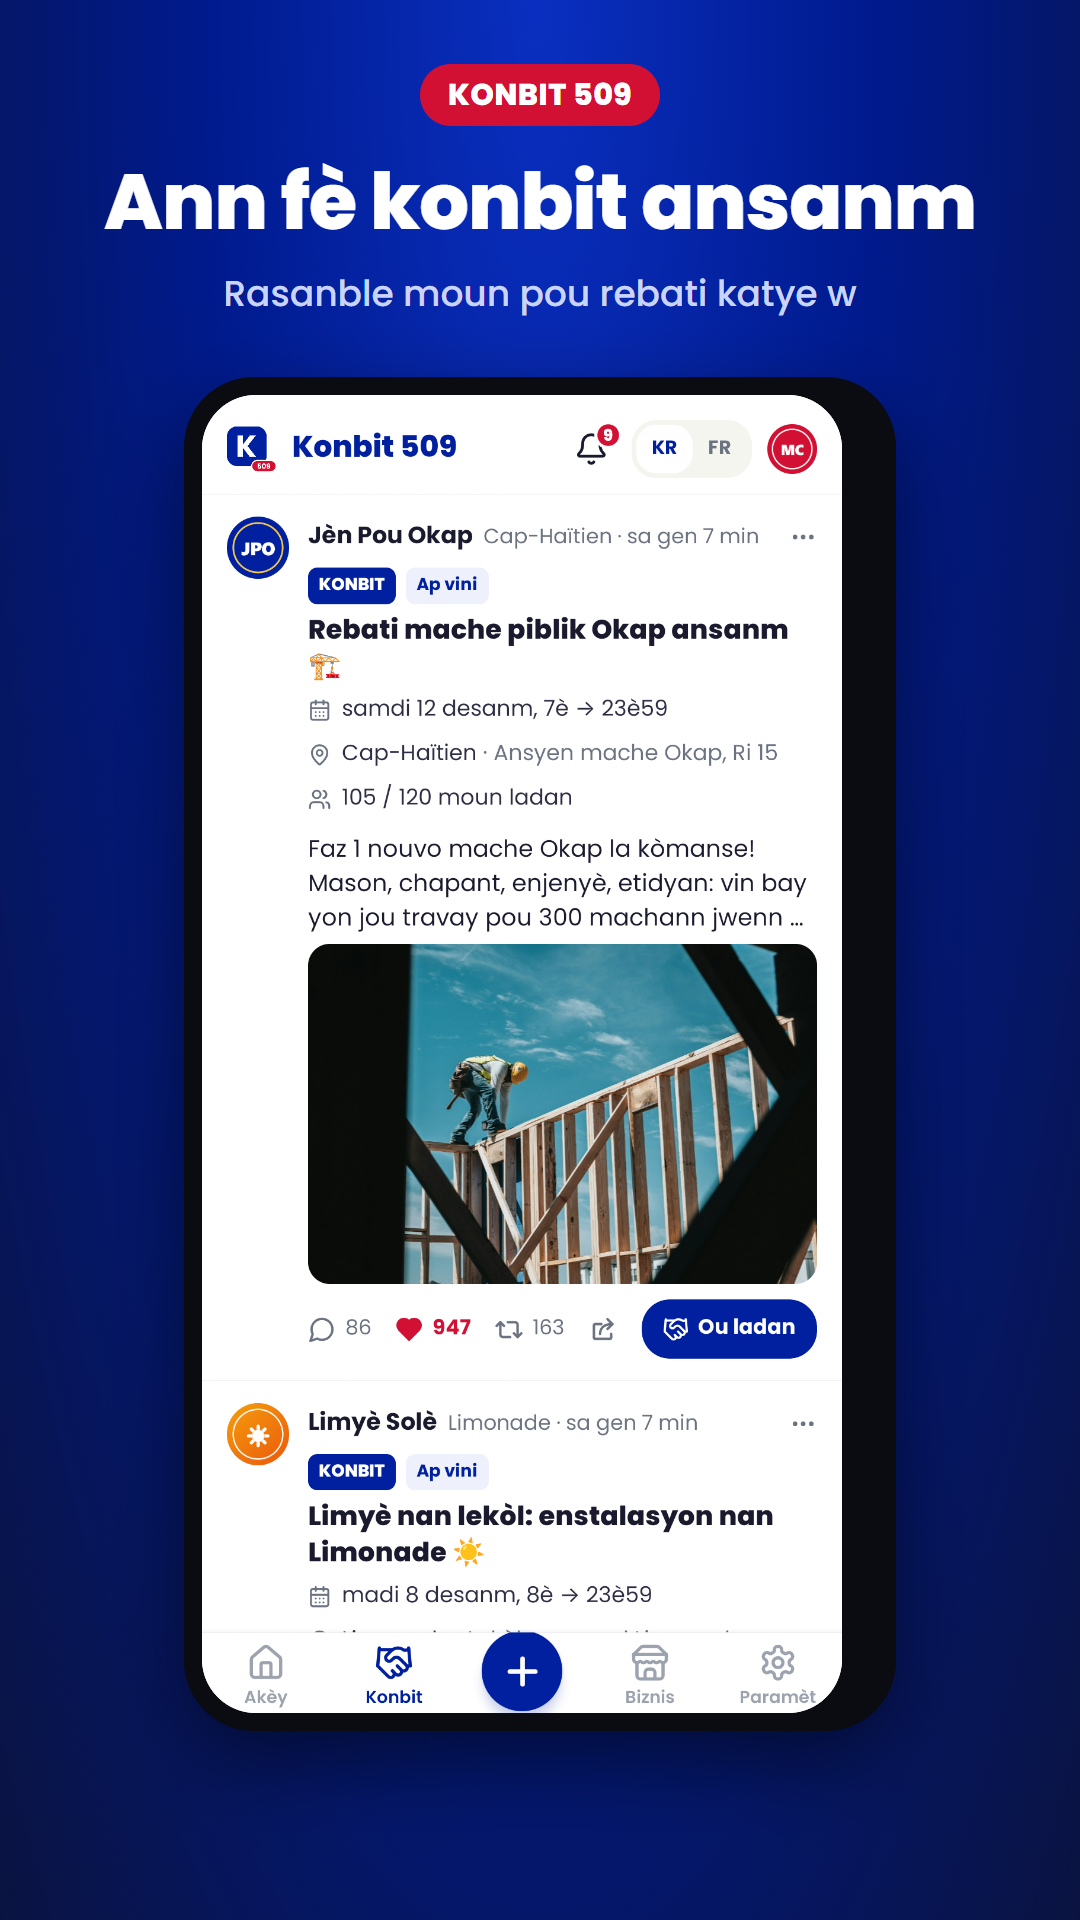 KONBIT 509
Ann fè konbit ansanm
Rasanble moun pou rebati katye w
K
509
Konbit 509
9
KR
FR
MC
JPO
Jèn Pou Okap Cap-Haïtien · sa gen 7 min
KONBIT
Ap vini
Rebati mache piblik Okap ansanm
🏗️
samdi 12 desanm, 7è → 23è59
Cap-Haïtien · Ansyen mache Okap, Ri 15
105 / 120 moun ladan
Faz 1 nouvo mache Okap la kòmanse!
Mason, chapant, enjenyè, etidyan: vin bay
yon jou travay pou 300 machann jwenn ...
86
947
163
Ou ladan
Limyè Solè Limonade · sa gen 7 min
KONBIT
Ap vini
Limyè nan lekòl: enstalasyon nan
Limonade ☀️
madi 8 desanm, 8è → 23è59
Akèy
Konbit
Biznis
Paramèt